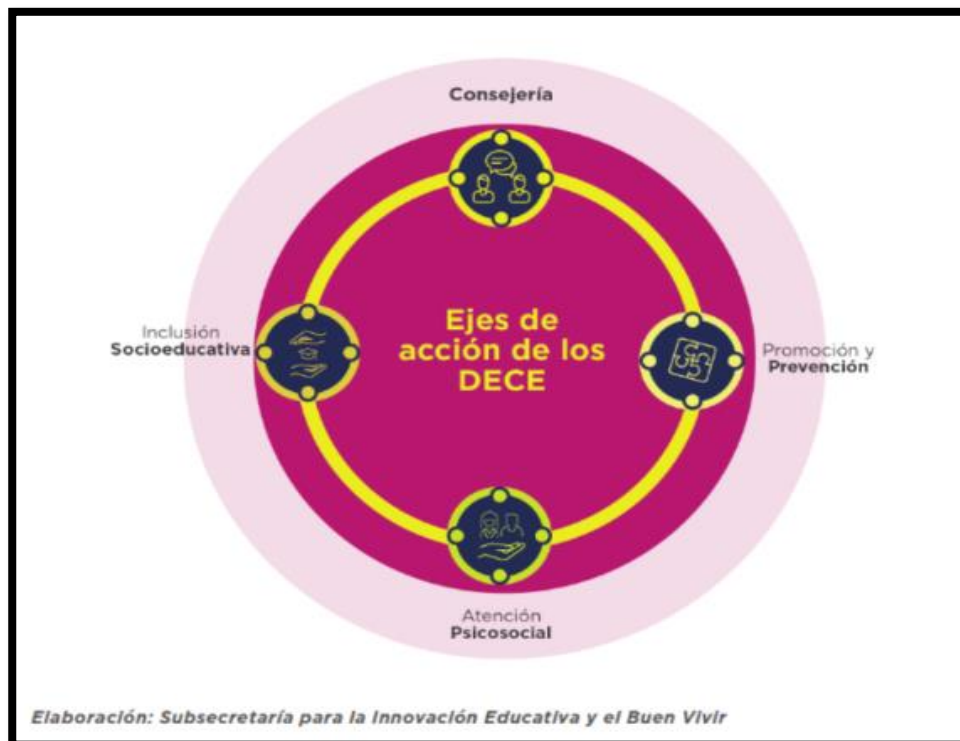 Consejería
Ejes de
acción de los
DECE
Inclusión
Socioeducativa
Promoción y
Prevención
Atención
Psicosocial
Elaboración: Subsecretaría para la Innovación Educativa y el Buen Vivir